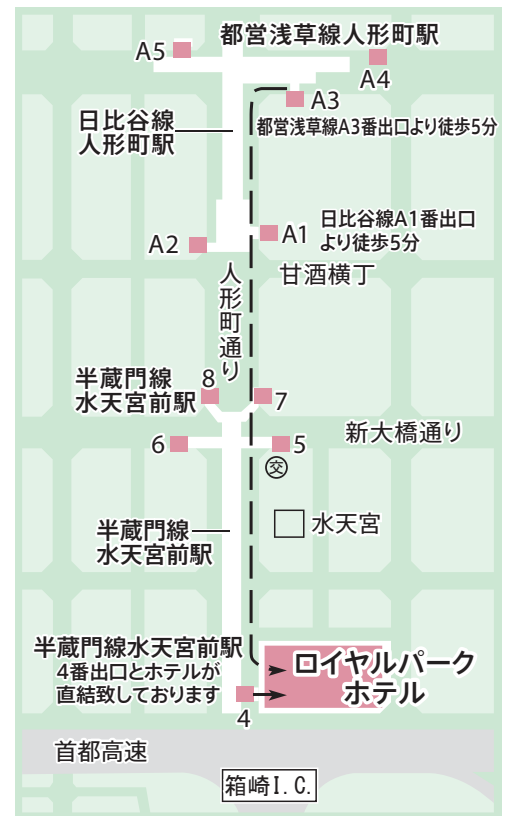 都営浅草線人形町駅
A5
A4
A3
都営浅草線A3番出口より徒歩5分
日比谷線
人形町駅
日比谷線A1番出口
より徒歩5分
A1
A2
甘酒横丁
人形町通り
半蔵門線
水天宮前駅
8
7
新大橋通り
6
5
交
水天宮
半蔵門線
水天宮前駅
半蔵門線水天宮前駅
4番出口とホテルが
直結致しております
4
ロイヤルパーク
ホテル
首都高速
箱崎I.C.